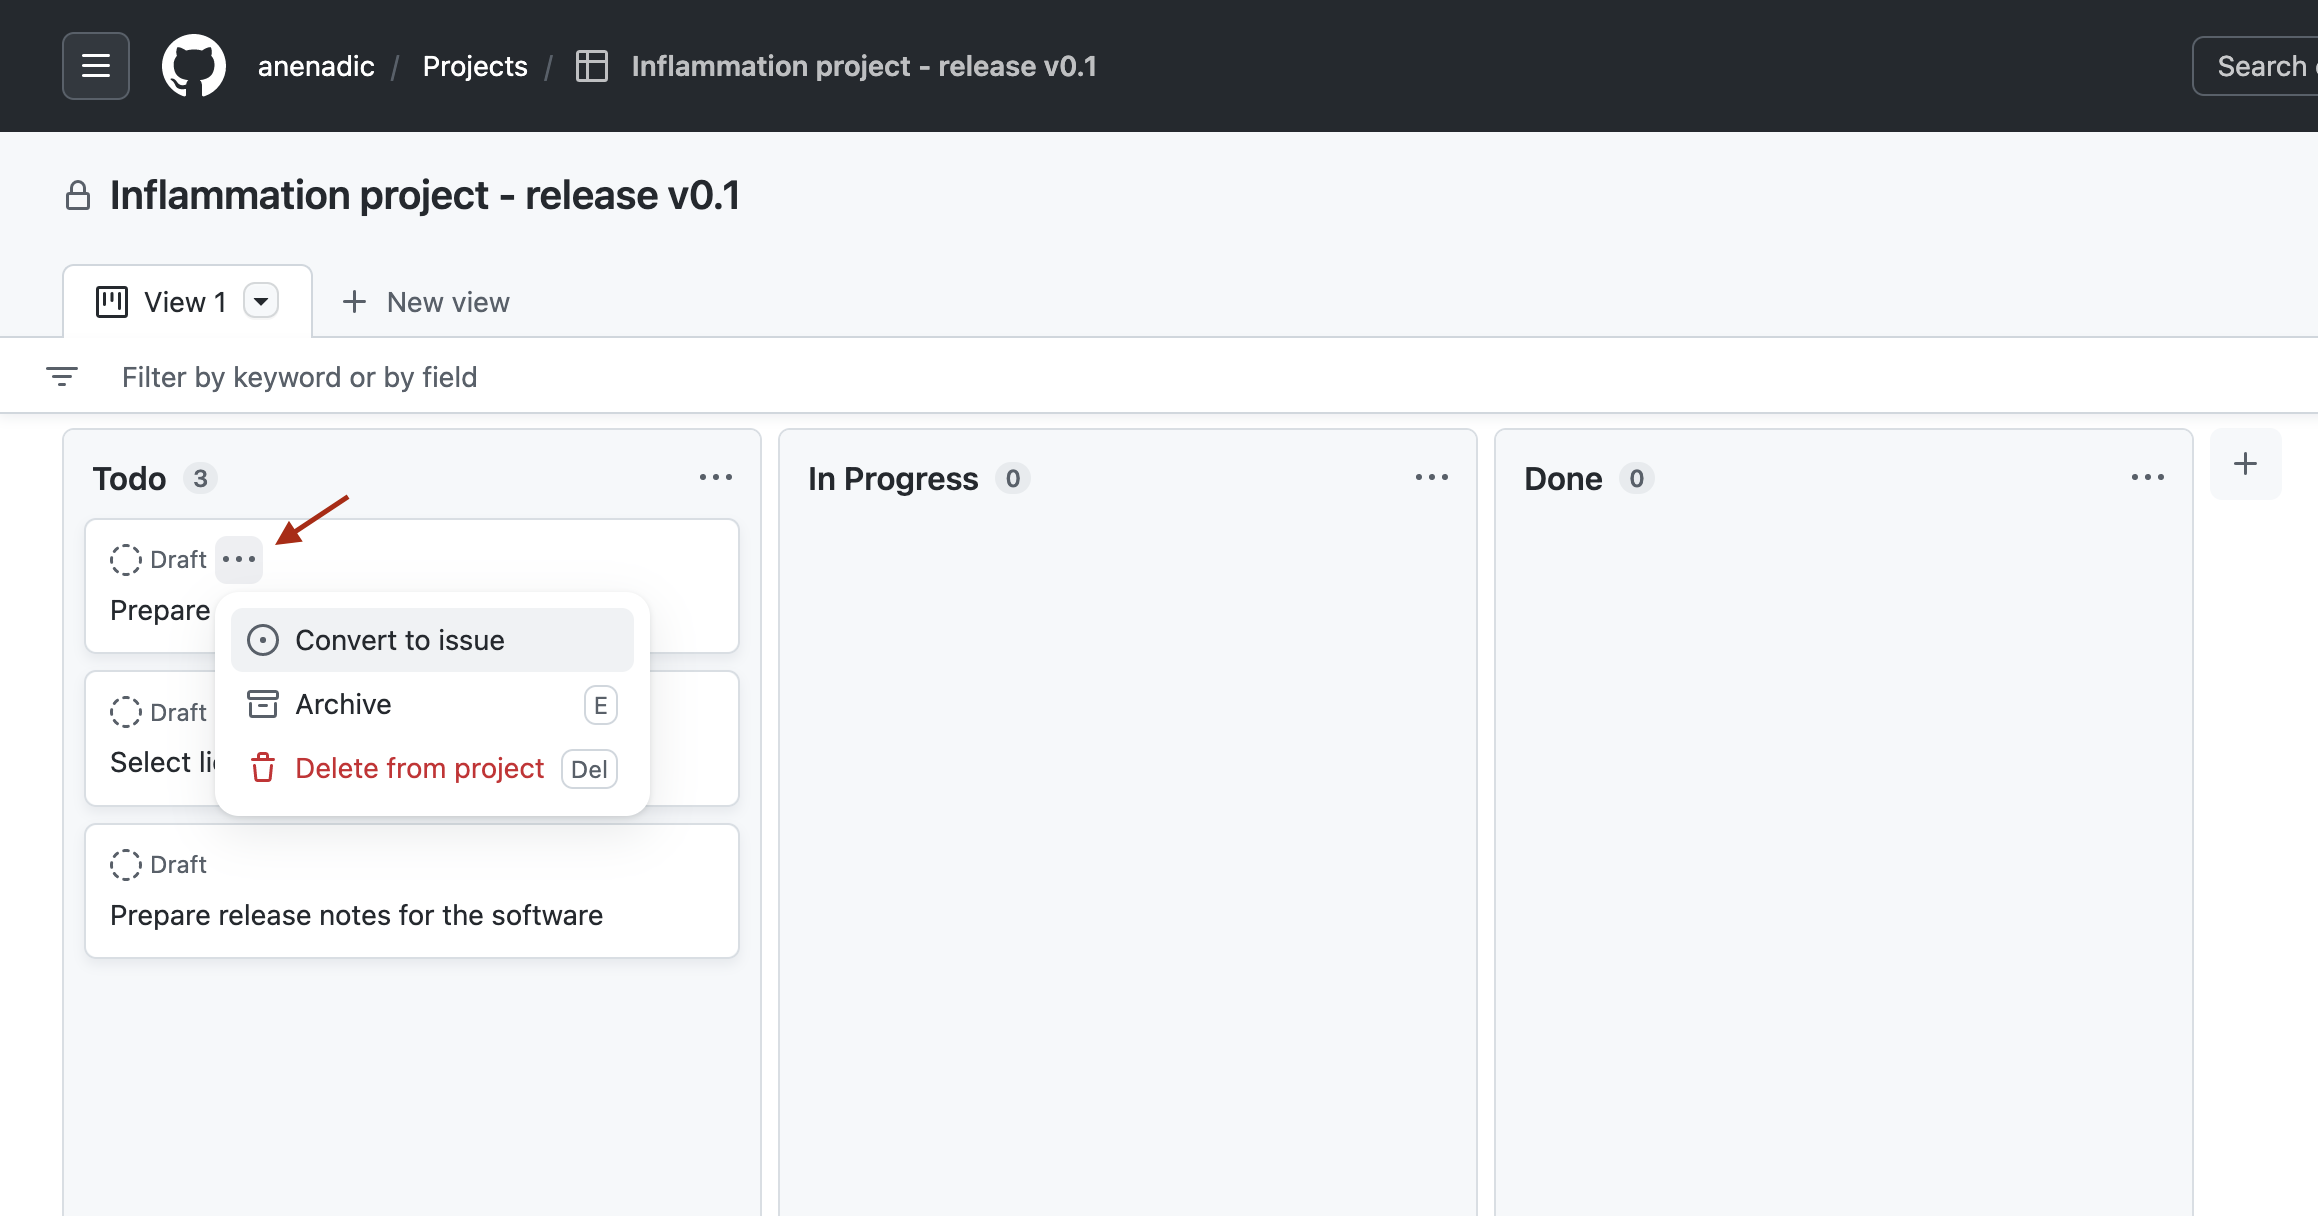 anenadic / Projects / Inflammation project - release v0.1
Search
Inflammation project - release v0.1
View 1
New view
Filter by keyword or by field
Todo 3
In Progress 0
Done 0
Draft
Prepare
Convert to issue
Archive E
Draft
Select
Delete from project Del
Draft
Prepare release notes for the software